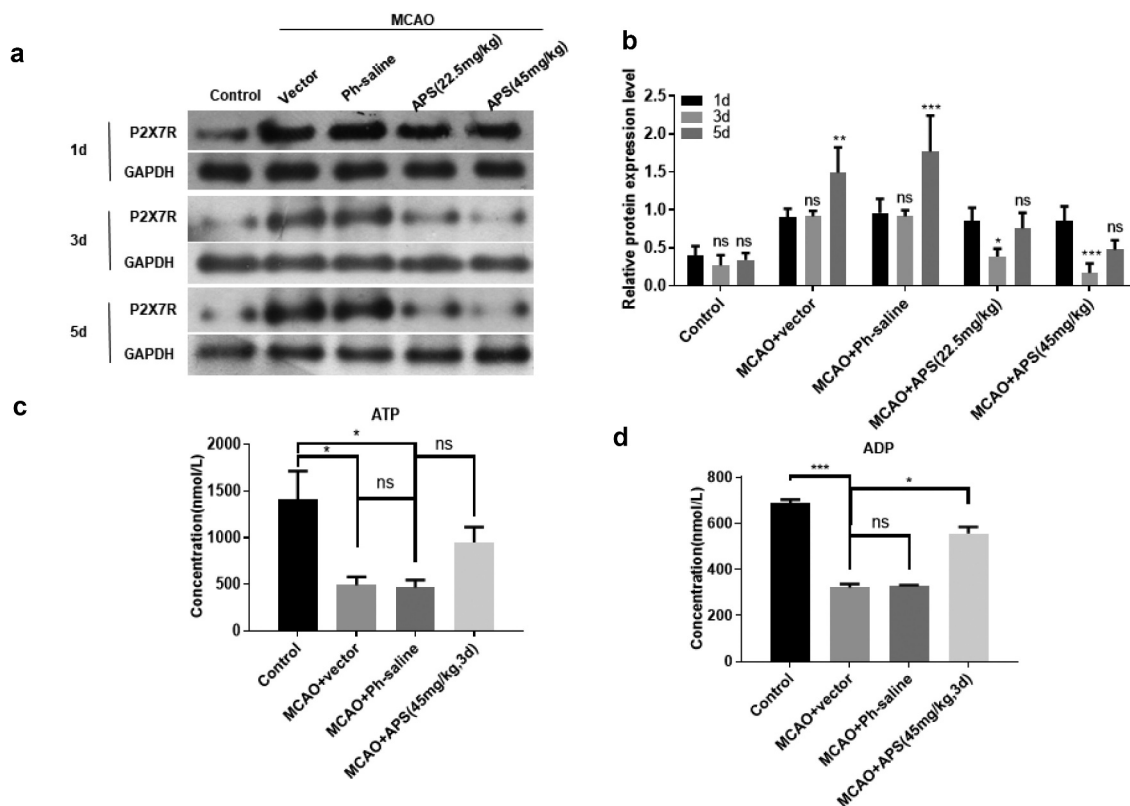 a
MCAO
Control
Vector
Ph-saline
APS(22.5mg/kg)
APS(45mg/kg)
1d
P2X7R
GAPDH
3d
P2X7R
GAPDH
5d
P2X7R
GAPDH
b
Relative protein expression level
2.5
2.0
1.5
1.0
0.5
0.0
1d
3d
5d
ns ns
ns **
ns ***
* ns
*** ns
Control
MCAO+vector
MCAO+Ph-saline
MCAO+APS(22.5mg/kg)
MCAO+APS(45mg/kg)
c
ATP
Concentration(nmol/L)
2000
1500
1000
500
0
*
*
ns
ns
Control
MCAO+vector
MCAO+Ph-saline
MCAO+APS(45mg/kg,3d)
d
ADP
Concentration(nmol/L)
800
600
400
200
0
***
*
ns
Control
MCAO+vector
MCAO+Ph-saline
MCAO+APS(45mg/kg,3d)